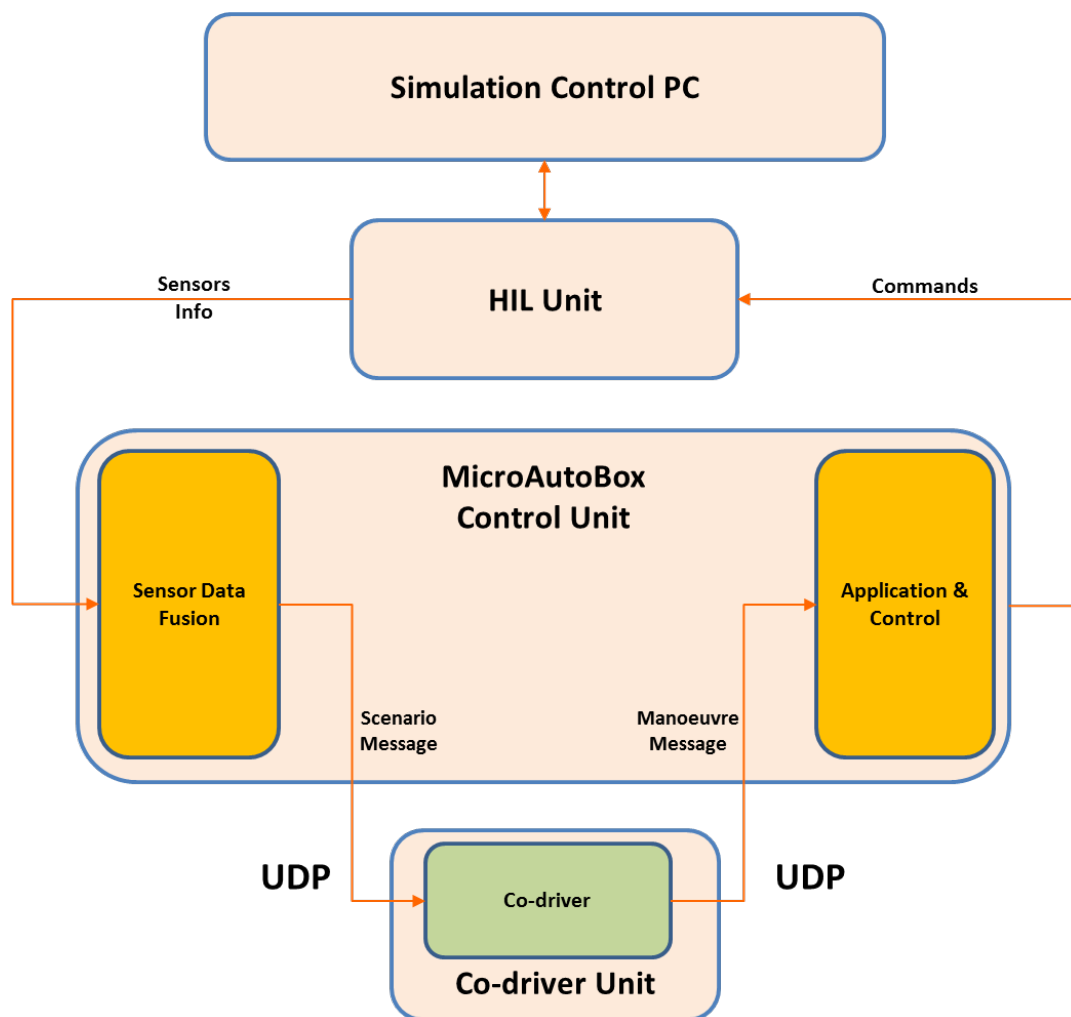 Simulation Control PC
Sensors
Info
HIL Unit
Commands
MicroAutoBox
Control Unit
Sensor Data
Fusion
Application &
Control
Scenario
Message
Manoeuvre
Message
UDP
Co-driver
UDP
Co-driver Unit